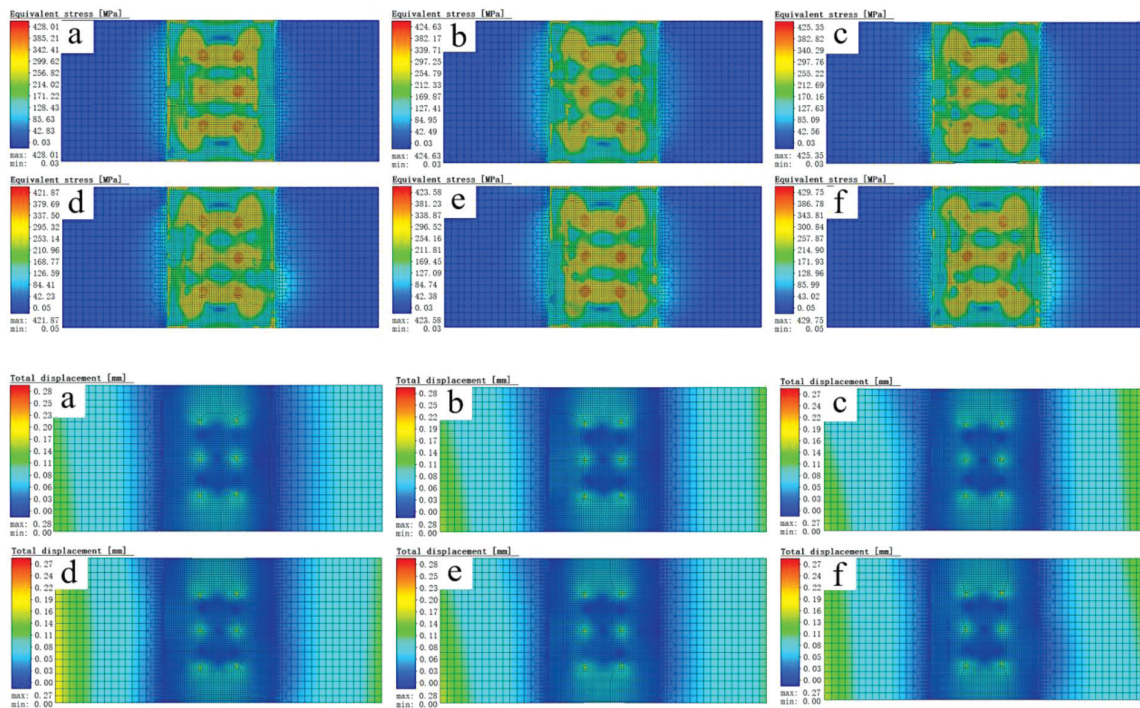 Equivalent stress [MPa]
a
428.01
385.21
342.41
299.62
256.82
214.02
171.22
128.43
85.63
42.83
0.03
max: 428.01
min: 0.03
Equivalent stress [MPa]
b
424.63
382.17
339.71
297.25
254.79
212.33
169.87
127.41
84.95
42.49
0.03
max: 424.63
min: 0.03
Equivalent stress [MPa]
c
425.35
382.82
340.29
297.76
255.22
212.69
170.16
127.63
85.09
42.56
0.03
max: 425.35
min: 0.03
Equivalent stress [MPa]
d
421.87
379.69
337.50
295.32
253.14
210.96
168.77
126.59
84.41
42.23
0.05
max: 421.87
min: 0.05
Equivalent stress [MPa]
e
423.58
381.22
338.87
296.51
254.16
211.81
169.45
127.10
84.74
42.38
0.03
max: 423.58
min: 0.03
Equivalent stress [MPa]
f
429.75
386.78
343.81
300.84
257.87
214.90
171.93
128.96
85.99
43.02
0.05
max: 429.75
min: 0.05
Total displacement [mm]
a
0.28
0.25
0.23
0.20
0.17
0.14
0.11
0.08
0.06
0.03
0.00
max: 0.28
min: 0.00
Total displacement [mm]
b
0.28
0.25
0.22
0.19
0.17
0.14
0.11
0.08
0.06
0.03
0.00
max: 0.28
min: 0.00
Total displacement [mm]
c
0.27
0.24
0.21
0.19
0.16
0.13
0.11
0.08
0.05
0.03
0.00
max: 0.27
min: 0.00
Total displacement [mm]
d
0.27
0.24
0.22
0.19
0.16
0.13
0.11
0.08
0.05
0.03
0.00
max: 0.27
min: 0.00
Total displacement [mm]
e
0.28
0.25
0.22
0.19
0.17
0.14
0.11
0.08
0.06
0.03
0.00
max: 0.28
min: 0.00
Total displacement [mm]
f
0.27
0.24
0.22
0.19
0.16
0.13
0.11
0.08
0.05
0.03
0.00
max: 0.27
min: 0.00